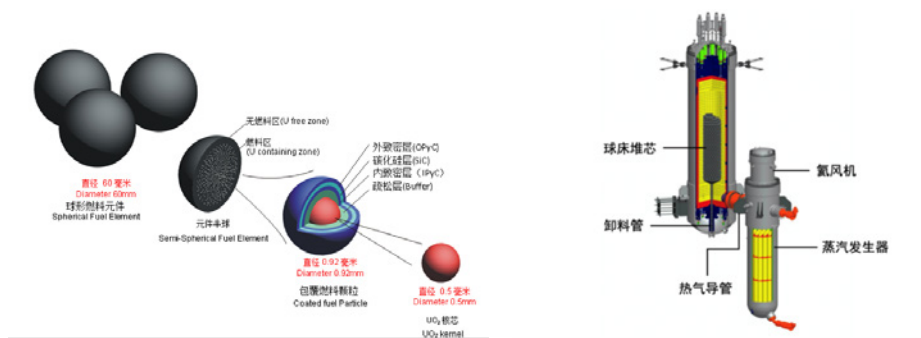 无燃料区(U free zone)
燃料区
(U containing zone)
直径 60毫米
Diameter 60mm
球形燃料元件
Spherical Fuel Element
元件半球
Semi-Spherical Fuel Element
外致密层(OPyC)
碳化硅层(SiC)
内致密层（IPyC）
疏松层(Buffer)
直径 0.92毫米
Diameter 0.92mm
包覆燃料颗粒
Coated fuel Particle
直径 0.5毫米
Diameter 0.5mm
UO₂核芯
UO₂ kernel
球床堆芯
氦风机
卸料管
蒸汽发生器
热气导管